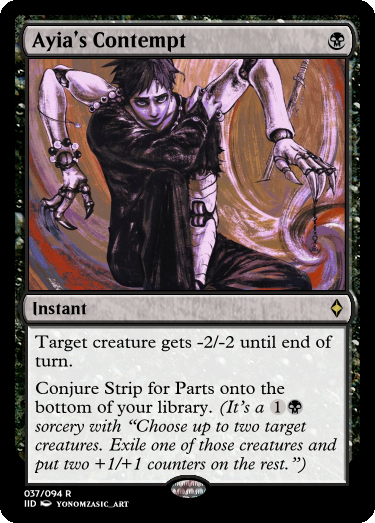 Ayia's Contempt
Instant
Target creature gets -2/-2 until end of
turn.
Conjure Strip for Parts onto the
bottom of your library. (It's a 1
sorcery with “Choose up to two target
creatures. Exile one of those creatures and
put two +1/+1 counters on the rest.”)
037/094 R
IID YONOMZASIC_ART